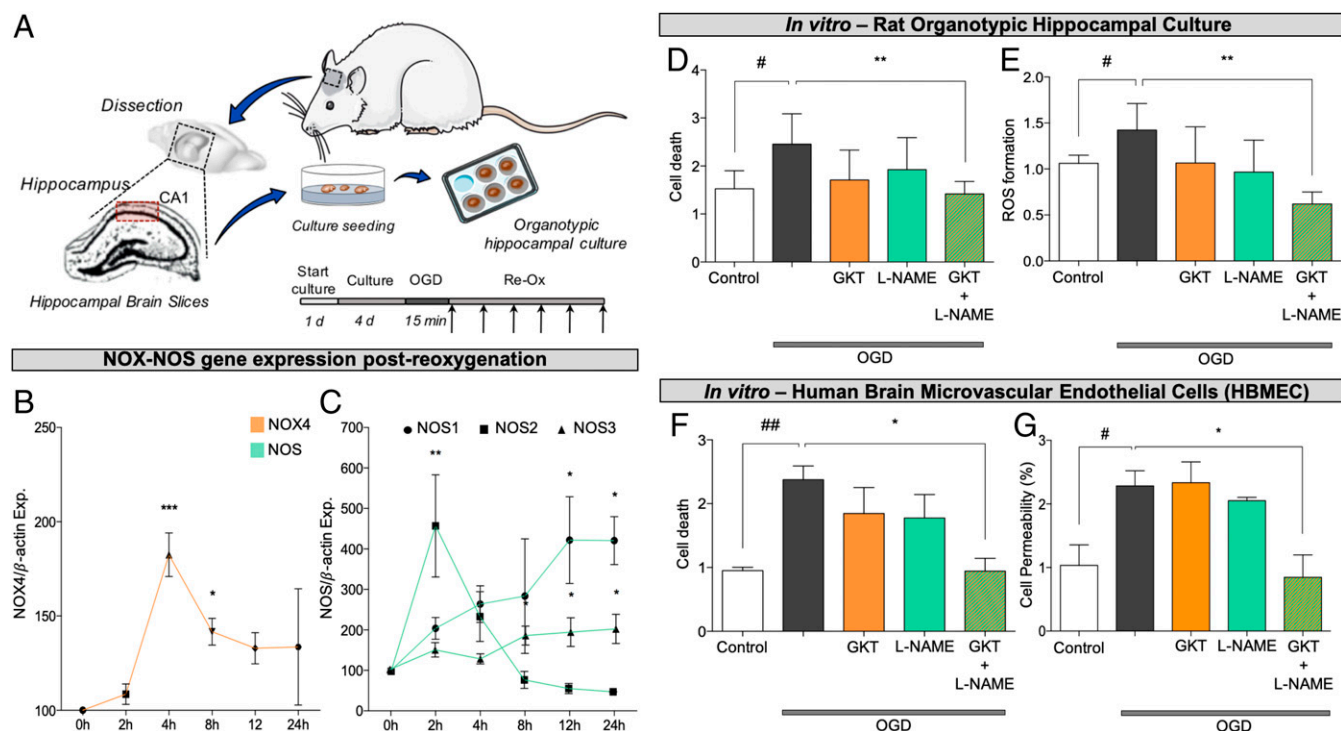 A
Dissection
Hippocampus
CA1
Hippocampal Brain Slices
Culture seeding
Organotypic
hippocampal culture
Start
culture
Culture
OGD
Re-Ox
1 d
4 d
15 min
NOX-NOS gene expression post-reoxygenation
B
NOX4
NOS
NOX4/β-actin Exp.
250
200
150
100
***
*
0h
2h
4h
8h
12
24h
C
NOS1
NOS2
NOS3
NOS/β-actin Exp.
700
600
500
400
300
200
100
0
**
*
*
*
*
*
0h
2h
4h
8h
12h
24h
In vitro – Rat Organotypic Hippocampal Culture
D
#
**
Cell death
4
3
2
1
0
Control
GKT
L-NAME
GKT
+
L-NAME
OGD
E
#
**
ROS formation
2.0
1.5
1.0
0.5
0.0
Control
GKT
L-NAME
GKT
+
L-NAME
OGD
In vitro – Human Brain Microvascular Endothelial Cells (HBMEC)
F
##
*
Cell death
3
2
1
0
Control
GKT
L-NAME
GKT
+
L-NAME
OGD
G
#
*
Cell Permeability (%)
3
2
1
0
Control
GKT
L-NAME
GKT
+
L-NAME
OGD